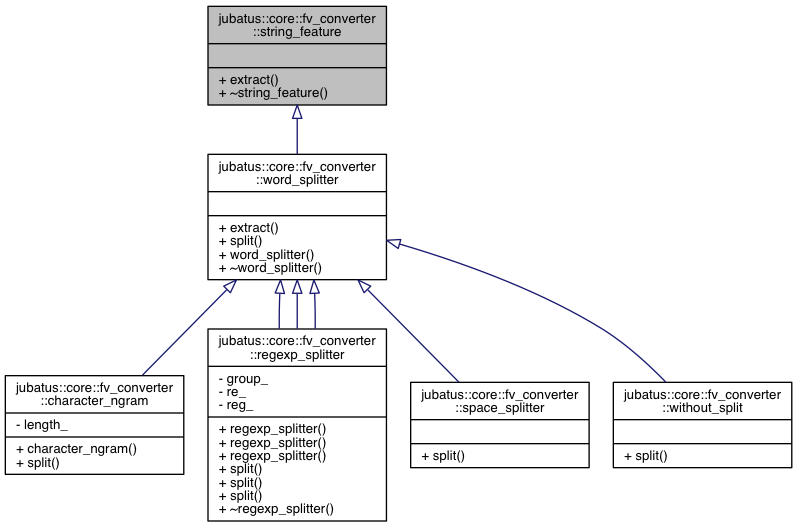 jubatus::core::fv_converter
::string_feature
+ extract()
+ ~string_feature()
jubatus::core::fv_converter
::word_splitter
+ extract()
+ split()
+ word_splitter()
+ ~word_splitter()
jubatus::core::fv_converter
::character_ngram
- length_
+ character_ngram()
+ split()
jubatus::core::fv_converter
::regexp_splitter
- group_
- re_
- reg_
+ regexp_splitter()
+ regexp_splitter()
+ regexp_splitter()
+ split()
+ split()
+ split()
+ ~regexp_splitter()
jubatus::core::fv_converter
::space_splitter
+ split()
jubatus::core::fv_converter
::without_split
+ split()